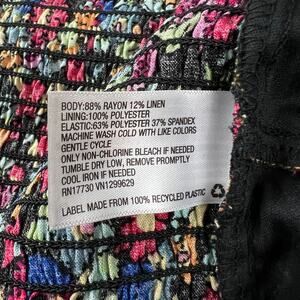 BODY:88% RAYON 12% LINEN
LINING:100% POLYESTER
ELASTIC:63% POLYESTER 37% SPANDEX
MACHINE WASH COLD WITH LIKE COLORS
GENTLE CYCLE
ONLY NON-CHLORINE BLEACH IF NEEDED
TUMBLE DRY LOW, REMOVE PROMPTLY
COOL IRON IF NEEDED
RN17730 VN1299629
LABEL MADE FROM 100% RECYCLED PLASTIC